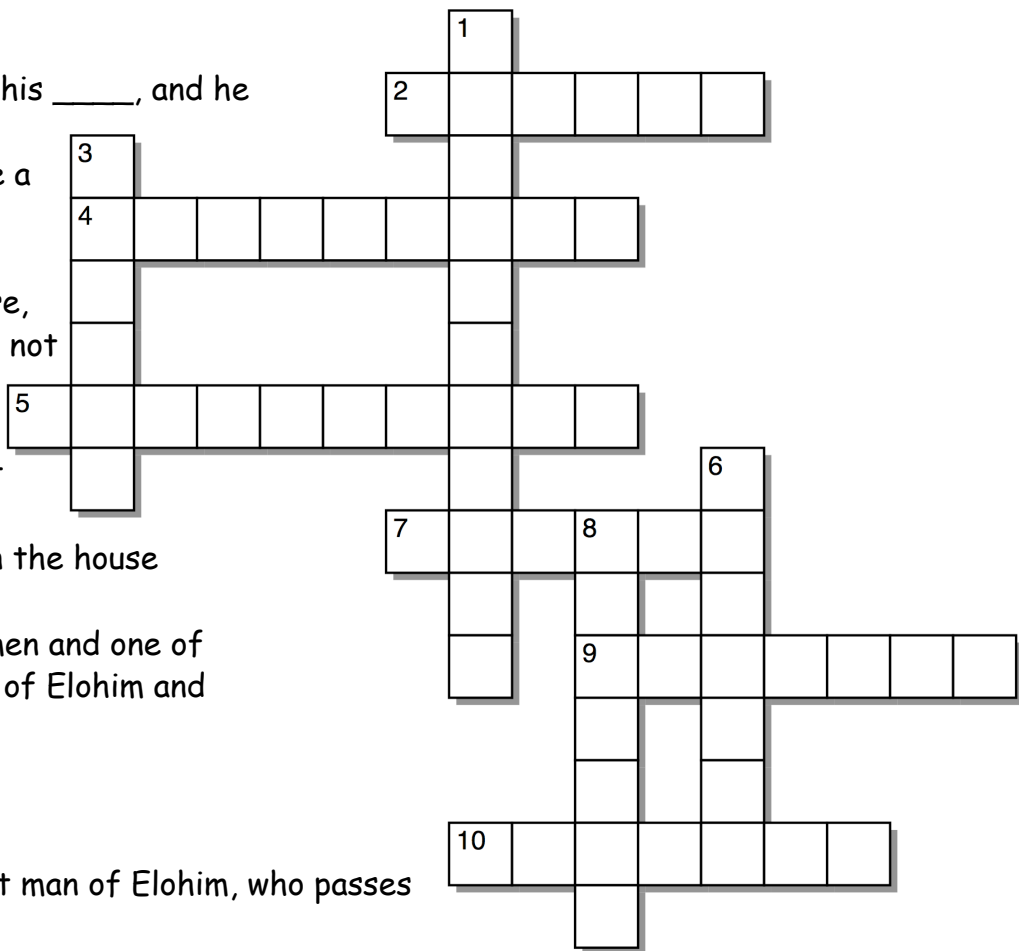 1
his ____, and he
2
3
e a
4
re,
not
5
6
7
8
n the house
9
nen and one of
of Elohim and
10
t man of Elohim, who passes